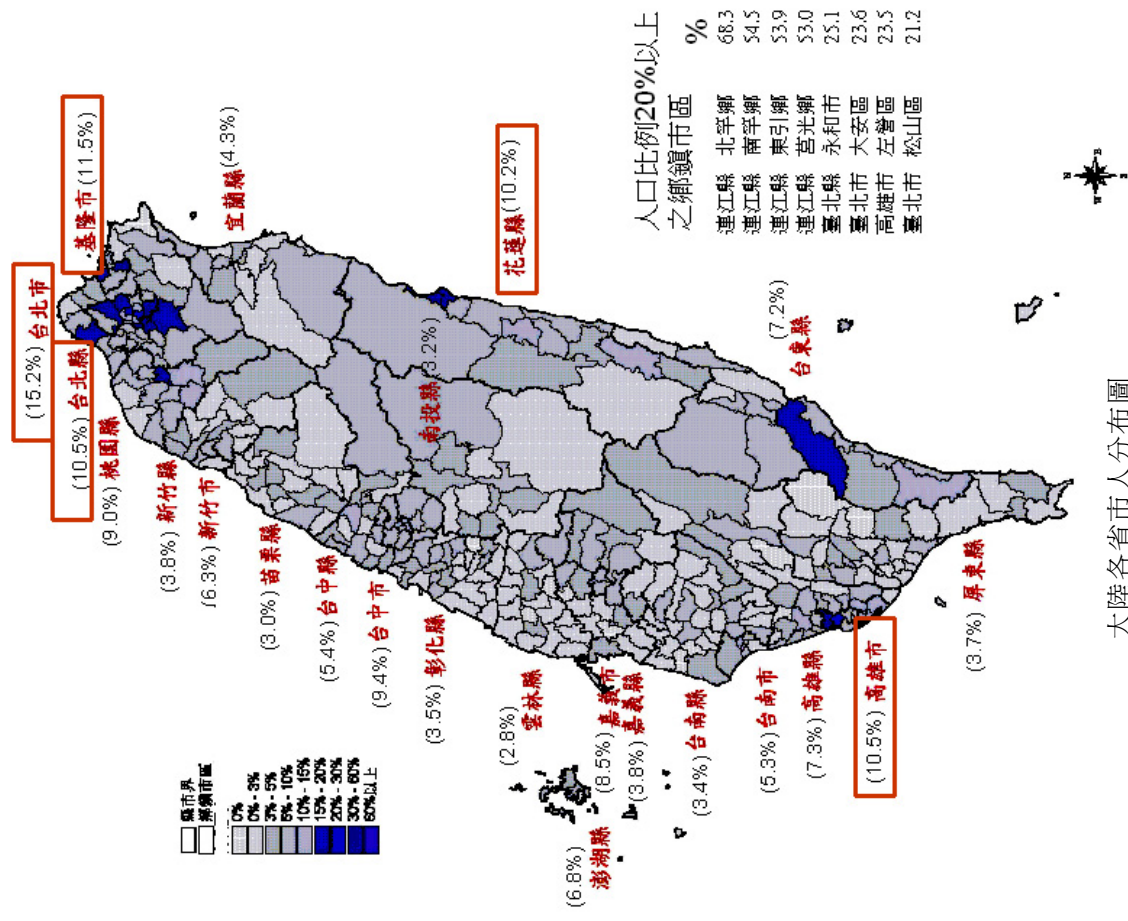 (15.2%) 台北市
基隆市 (11.5%)
(10.5%) 台北縣
(9.0%) 桃園縣
宜蘭縣 (4.3%)
(3.8%) 新竹縣
(6.3%) 新竹市
(3.0%) 苗栗縣
(5.4%) 台中縣
(9.4%) 台中市
(3.5%) 彰化縣
南投縣 (3.2%)
花蓮縣 (10.2%)
(2.8%)
雲林縣
(8.5%) 嘉義市
(3.8%) 嘉義縣
(3.4%) 台南縣
(5.3%) 台南市
(7.3%) 高雄縣
(10.5%) 高雄市
(7.2%)
台東縣
(3.7%) 屏東縣
(6.8%)
澎湖縣
縣市界
鄉鎮市區
0%
0% - 3%
3% - 5%
5% - 10%
10% - 15%
15% - 20%
20% - 30%
30% - 60%
60%以上
人口比例20%以上
之鄉鎮市區 %
連江縣 北竿鄉 68.3
連江縣 南竿鄉 54.5
連江縣 東引鄉 53.9
連江縣 莒光鄉 53.0
臺北縣 永和市 25.1
臺北市 大安區 23.6
高雄市 左營區 23.5
臺北市 松山區 21.2
N
W E
S
大陸各省市人分布圖